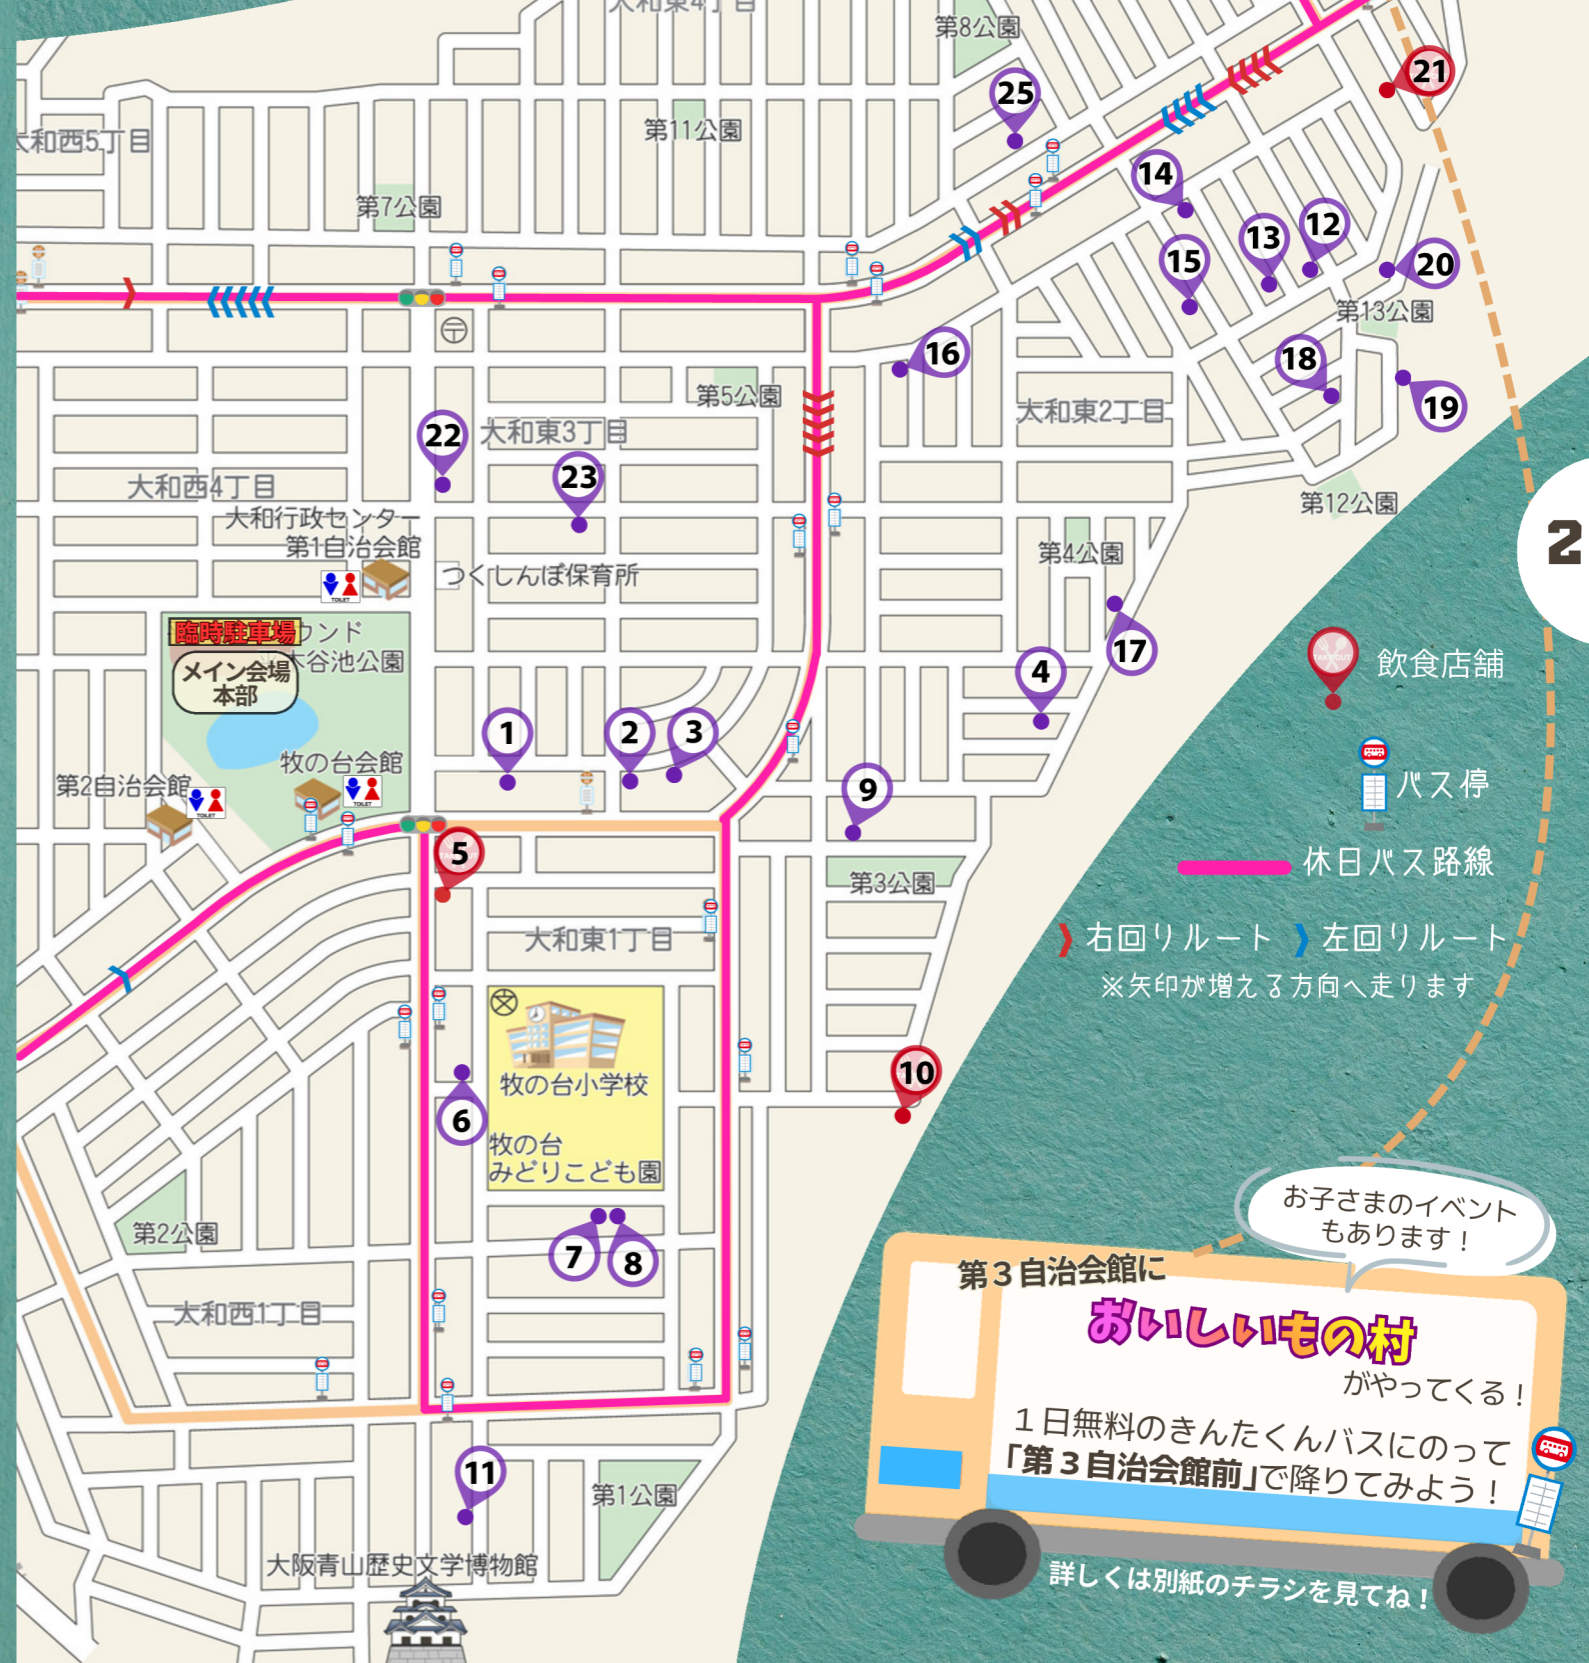 大和東4丁目
第8公園
21
25
大和西5丁目
第11公園
14
第7公園
13
12
15
20
第13公園
16
18
第5公園
19
大和東2丁目
22
大和東3丁目
23
大和西4丁目
第12公園
大和行政センター
第1自治会館
2
第4公園
つくしんぼ保育所
TOILET
臨時駐車場
ウンド
木谷池公園
メイン会場
本部
17
4
飲食店舗
1
2
3
牧の台会館
第2自治会館
TOILET
TOILET
9
バス停
5
休日バス路線
第3公園
大和東1丁目
右回りルート
左回りルート
※矢印が増える方向へ走ります
文
牧の台小学校
10
6
牧の台
みどりこども園
第2公園
7
8
お子さまのイベント
もあります！
第３自治会館に
おいしいもの村
がやってくる！
大和西1丁目
１日無料のきんたくんバスにのって
「第３自治会館前」で降りてみよう！
11
第1公園
大阪青山歴史文学博物館
詳しくは別紙のチラシを見てね！